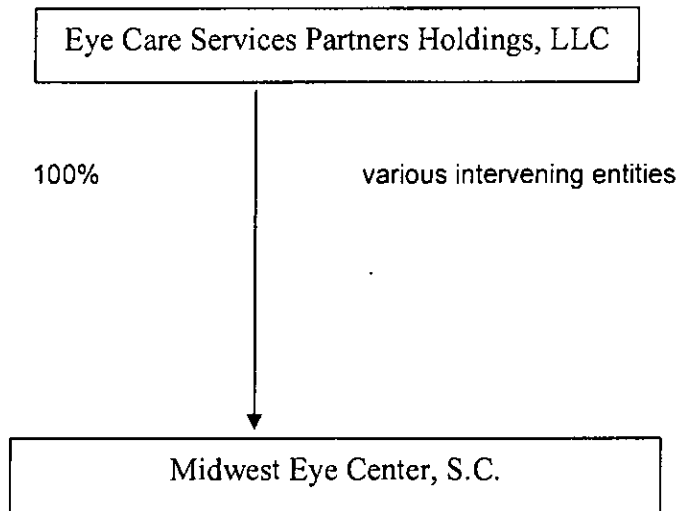 Eye Care Services Partners Holdings, LLC
100% various intervening entities
Midwest Eye Center, S.C.